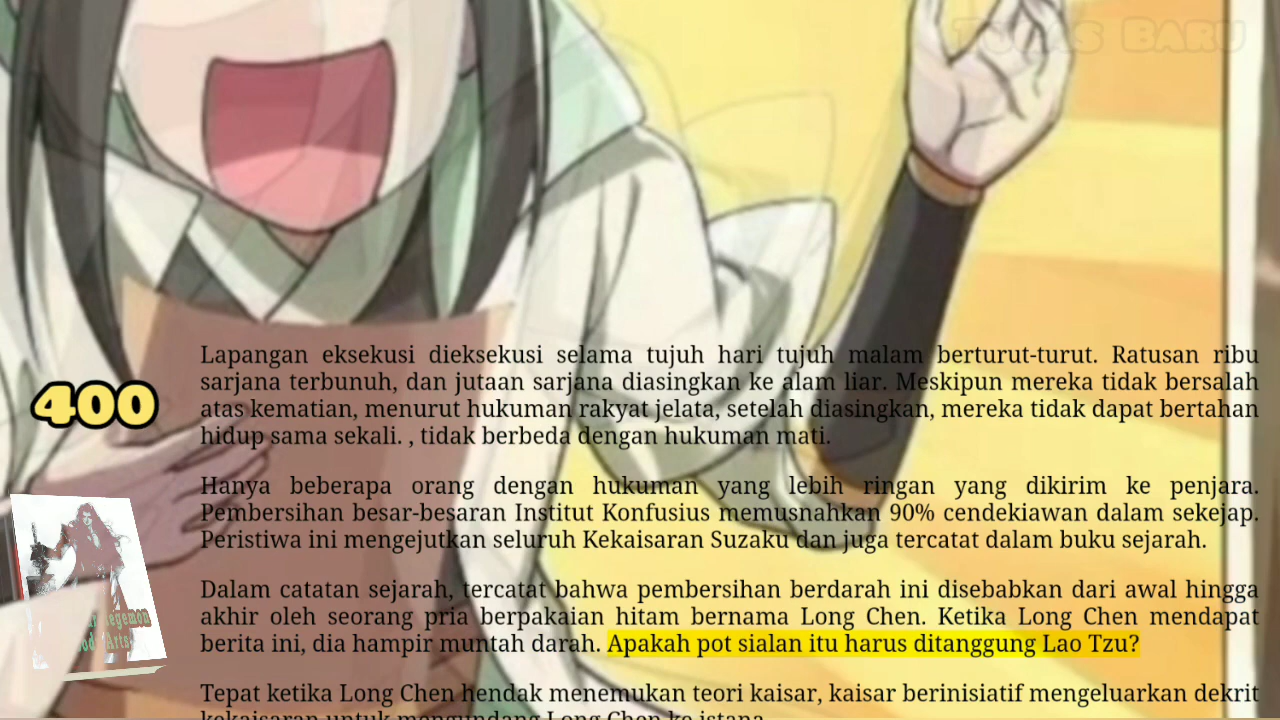 Tugas Baru
Lapangan eksekusi dieksekusi selama tujuh hari tujuh malam berturut-turut. Ratusan ribu
sarjana terbunuh, dan jutaan sarjana diasingkan ke alam liar. Meskipun mereka tidak bersalah
atas kematian, menurut hukuman rakyat jelata, setelah diasingkan, mereka tidak dapat bertahan
hidup sama sekali. , tidak berbeda dengan hukuman mati.
400
Hanya beberapa orang dengan hukuman yang lebih ringan yang dikirim ke penjara.
Pembersihan besar-besaran Institut Konfusius memusnahkan 90% cendekiawan dalam sekejap.
Peristiwa ini mengejutkan seluruh Kekaisaran Suzaku dan juga tercatat dalam buku sejarah.
Dalam catatan sejarah, tercatat bahwa pembersihan berdarah ini disebabkan dari awal hingga
akhir oleh seorang pria berpakaian hitam bernama Long Chen. Ketika Long Chen mendapat
berita ini, dia hampir muntah darah. Apakah pot sialan itu harus ditanggung Lao Tzu?
Tepat ketika Long Chen hendak menemukan teori kaisar, kaisar berinisiatif mengeluarkan dekrit
kekaisaran untuk mengundang Long Chen ke istana.